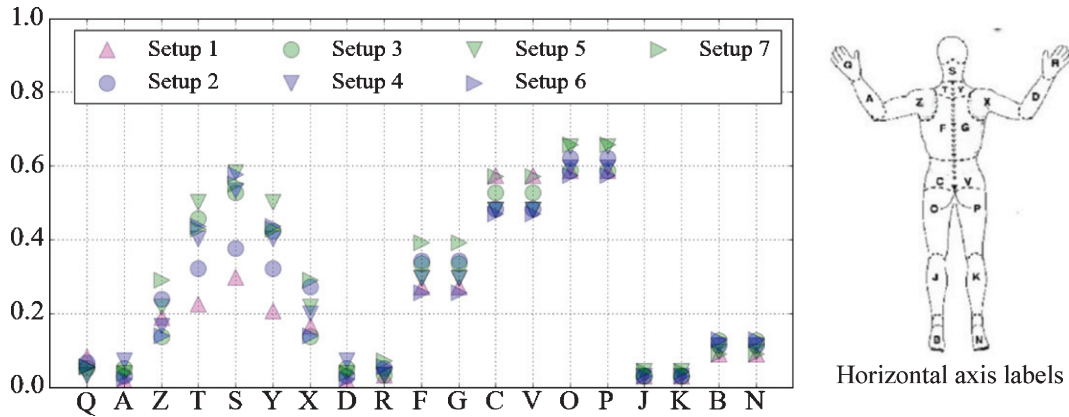 1.0
0.8
0.6
0.4
0.2
0.0
Setup 1
Setup 3
Setup 5
Setup 7
Setup 2
Setup 4
Setup 6
Q A Z T S Y X D R F G C V O P J K B N
Q
R
S
A
T Y
D
Z
X
F G
C V
O P
J K
B N
Horizontal axis labels